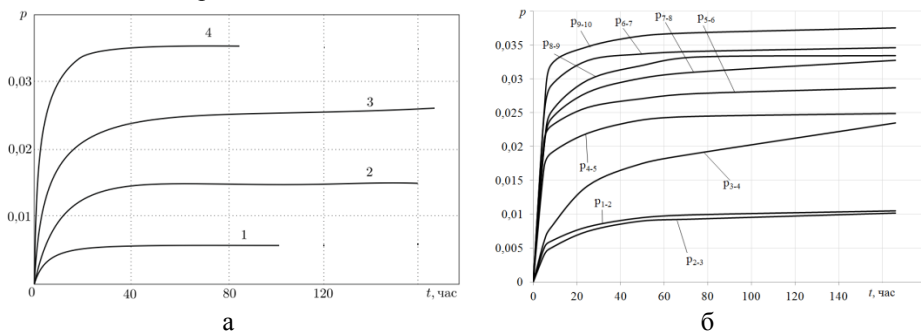 p
4
0,03
3
0,02
2
0,01
1
0
40
80
120
t, час
а
p
p₉₋₁₀
p₆₋₇
p₇₋₈
p₅₋₆
p₈₋₉
0,035
0,03
0,025
0,02
p₄₋₅
p₃₋₄
0,015
0,01
p₁₋₂
0,005
p₂₋₃
0
0
20
40
60
80
100
120
140
t, час
б